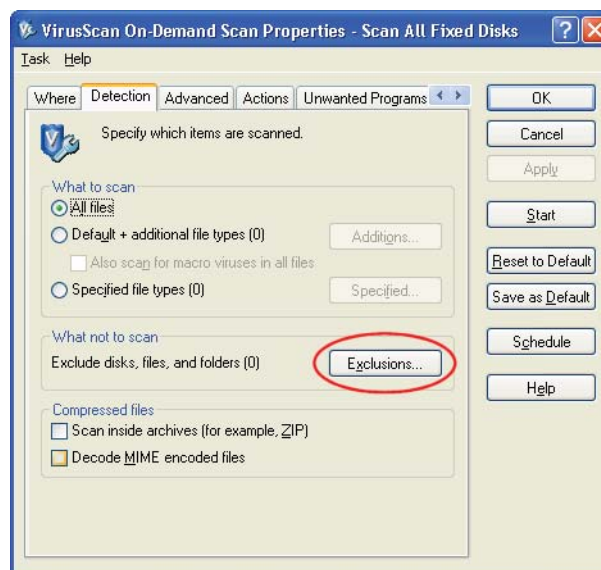 VirusScan On-Demand Scan Properties - Scan All Fixed Disks
Task Help
Where Detection Advanced Actions Unwanted Programs
Specify which items are scanned.
What to scan
All files
Default + additional file types (0) Additions...
Also scan for macro viruses in all files
Specified file types (0) Specified...
What not to scan
Exclude disks, files, and folders (0) Exclusions...
Compressed files
Scan inside archives (for example, ZIP)
Decode MIME encoded files
OK
Cancel
Apply
Start
Reset to Default
Save as Default
Schedule
Help